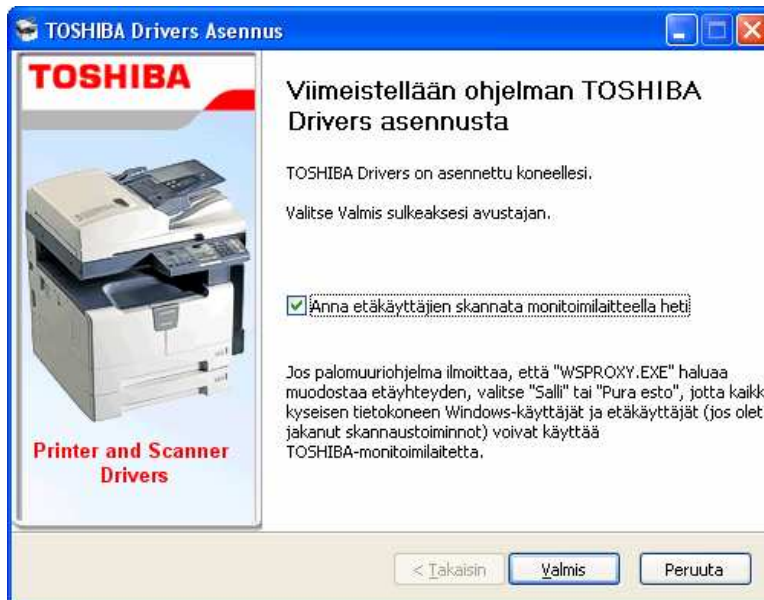 TOSHIBA Drivers Asennus
TOSHIBA
Printer and Scanner
Drivers
Viimeistellään ohjelman TOSHIBA
Drivers asennusta
TOSHIBA Drivers on asennettu koneellesi.
Valitse Valmis sulkeaksesi avustajan.
Anna etäkäyttäjien skannata monitoimilaitteella heti
Jos palomuuriohjelma ilmoittaa, että "WSPROXY.EXE" haluaa
muodostaa etäyhteyden, valitse "Salli" tai "Pura esto", jotta kaikk
kyseisen tietokoneen Windows-käyttäjät ja etäkäyttäjät (jos olet
jakanut skannaustoiminnot) voivat käyttää
TOSHIBA-monitoimilaitetta.
< Takaisin
Valmis
Peruuta